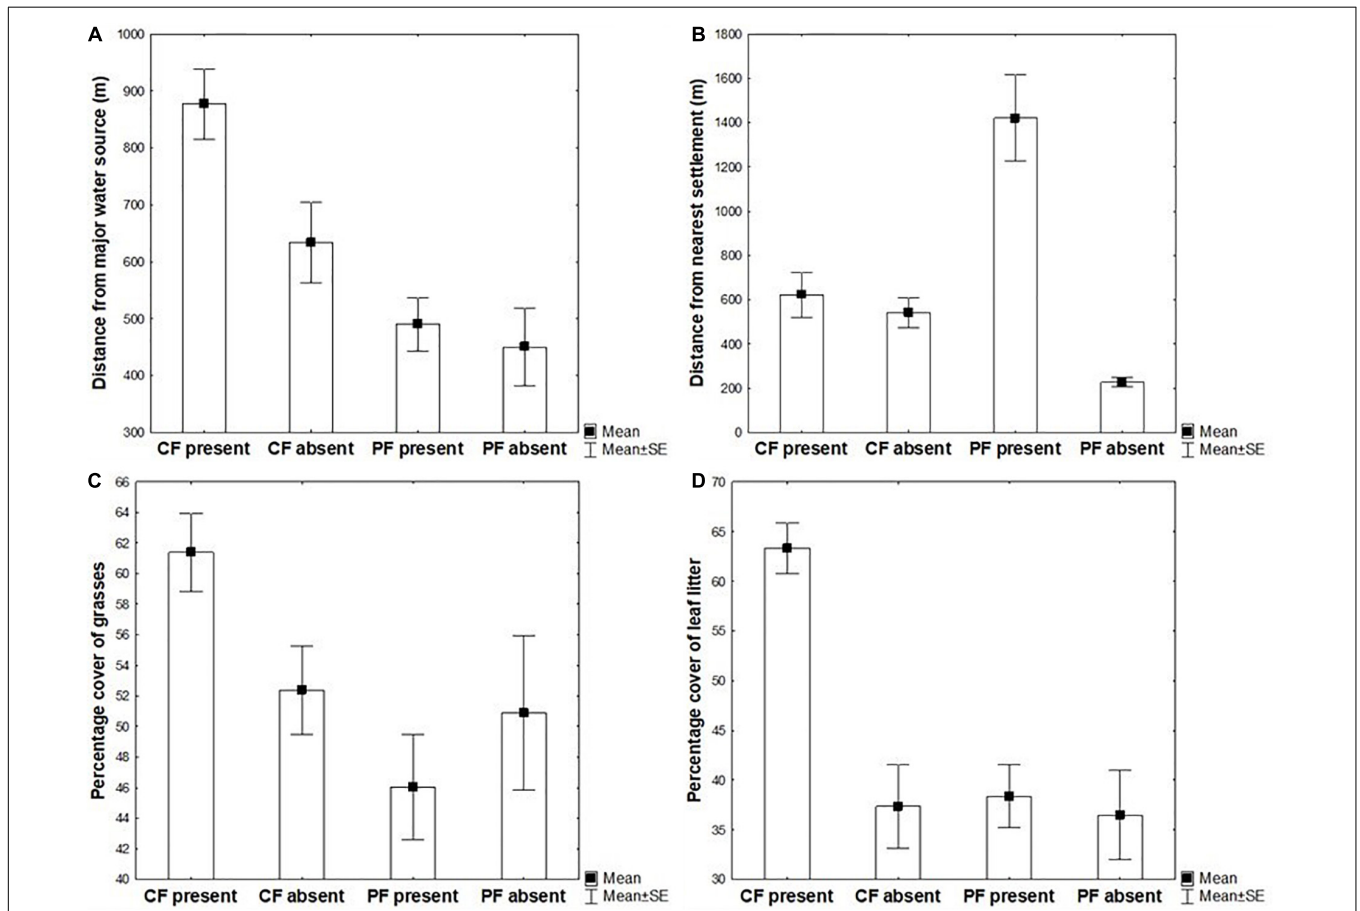 A
Distance from major water source (m)
1000
900
800
700
600
500
400
300
CF present CF absent PF present PF absent
Mean
Mean±SE
B
Distance from nearest settlement (m)
1800
1600
1400
1200
1000
800
600
400
200
0
CF present CF absent PF present PF absent
Mean
Mean±SE
C
Percentage cover of grasses
66
64
62
60
58
56
54
52
50
48
46
44
42
40
CF present CF absent PF present PF absent
Mean
Mean±SE
D
Percentage cover of leaf litter
70
65
60
55
50
45
40
35
30
CF present CF absent PF present PF absent
Mean
Mean±SE